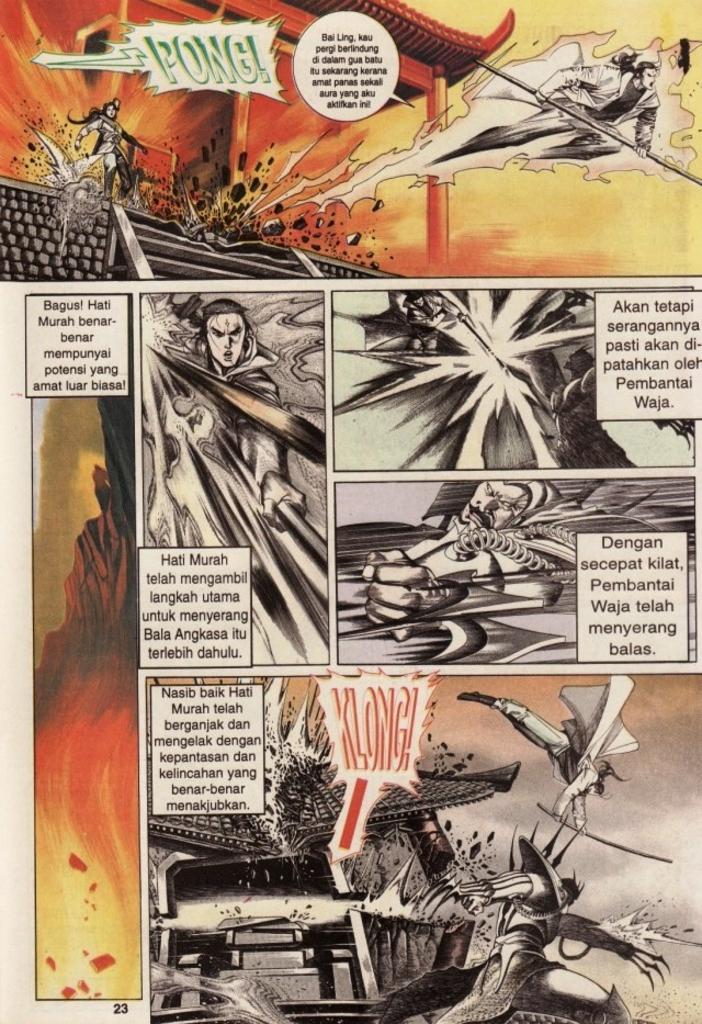 PONG!
Bai Ling, kau
pergi berlindung
di dalam gua batu
itu sekarang kerana
amat panas sekali
aura yang aku
aktifkan ini!
Bagus! Hati
Murah benar-
benar
mempunyai
potensi yang
amat luar biasa!
Akan tetapi
serangannya
pasti akan di-
patahkan oleh
Pembantai
Waja.
Hati Murah
telah mengambil
langkah utama
untuk menyerang
Bala Angkasa itu
terlebih dahulu.
Dengan
secepat kilat,
Pembantai
Waja telah
menyerang
balas.
Nasib baik Hati
Murah telah
berganjak dan
mengelak dengan
kepantasan dan
kelincahan yang
benar-benar
menakjubkan.
KLONG!
23